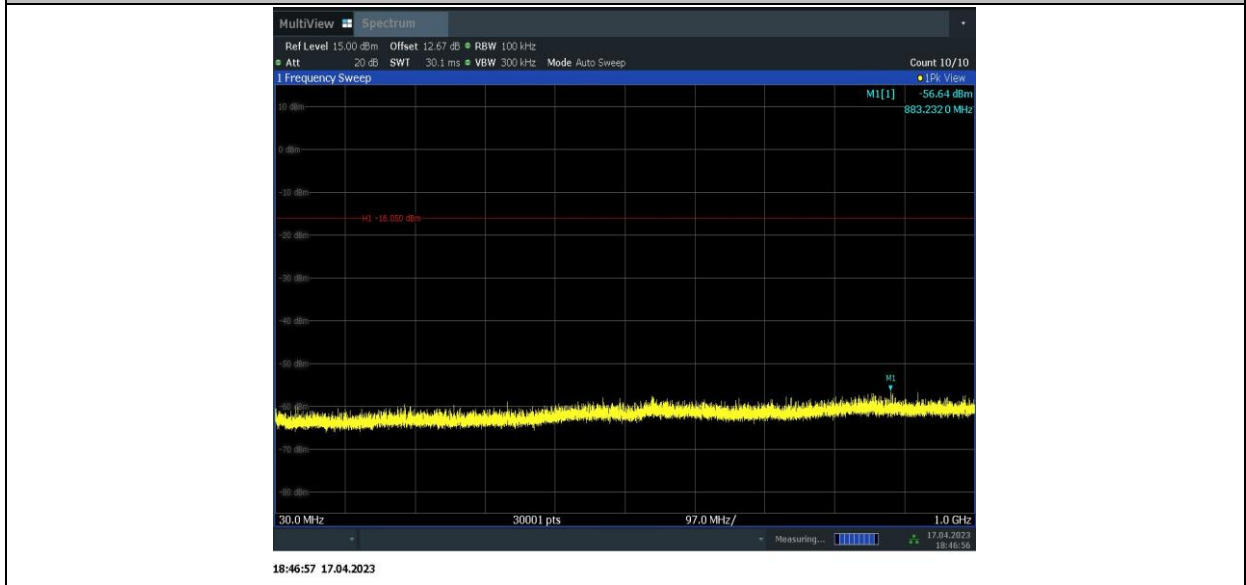 MultiView Spectrum
Ref Level 15.00 dBm Offset 12.67 dB RBW 100 kHz
Att 20 dB SWT 30.1 ms VBW 300 kHz Mode Auto Sweep Count 10/10
1 Frequency Sweep 1Pk View
M1[1] -56.64 dBm
883.232 0 MHz
10 dBm
0 dBm
-10 dBm
H1 -16.050 dBm
-20 dBm
-30 dBm
-40 dBm
-50 dBm
M1
-60 dBm
-70 dBm
-80 dBm
30.0 MHz 30001 pts 97.0 MHz/ 1.0 GHz
Measuring... 17.04.2023
18:46:56
18:46:57 17.04.2023